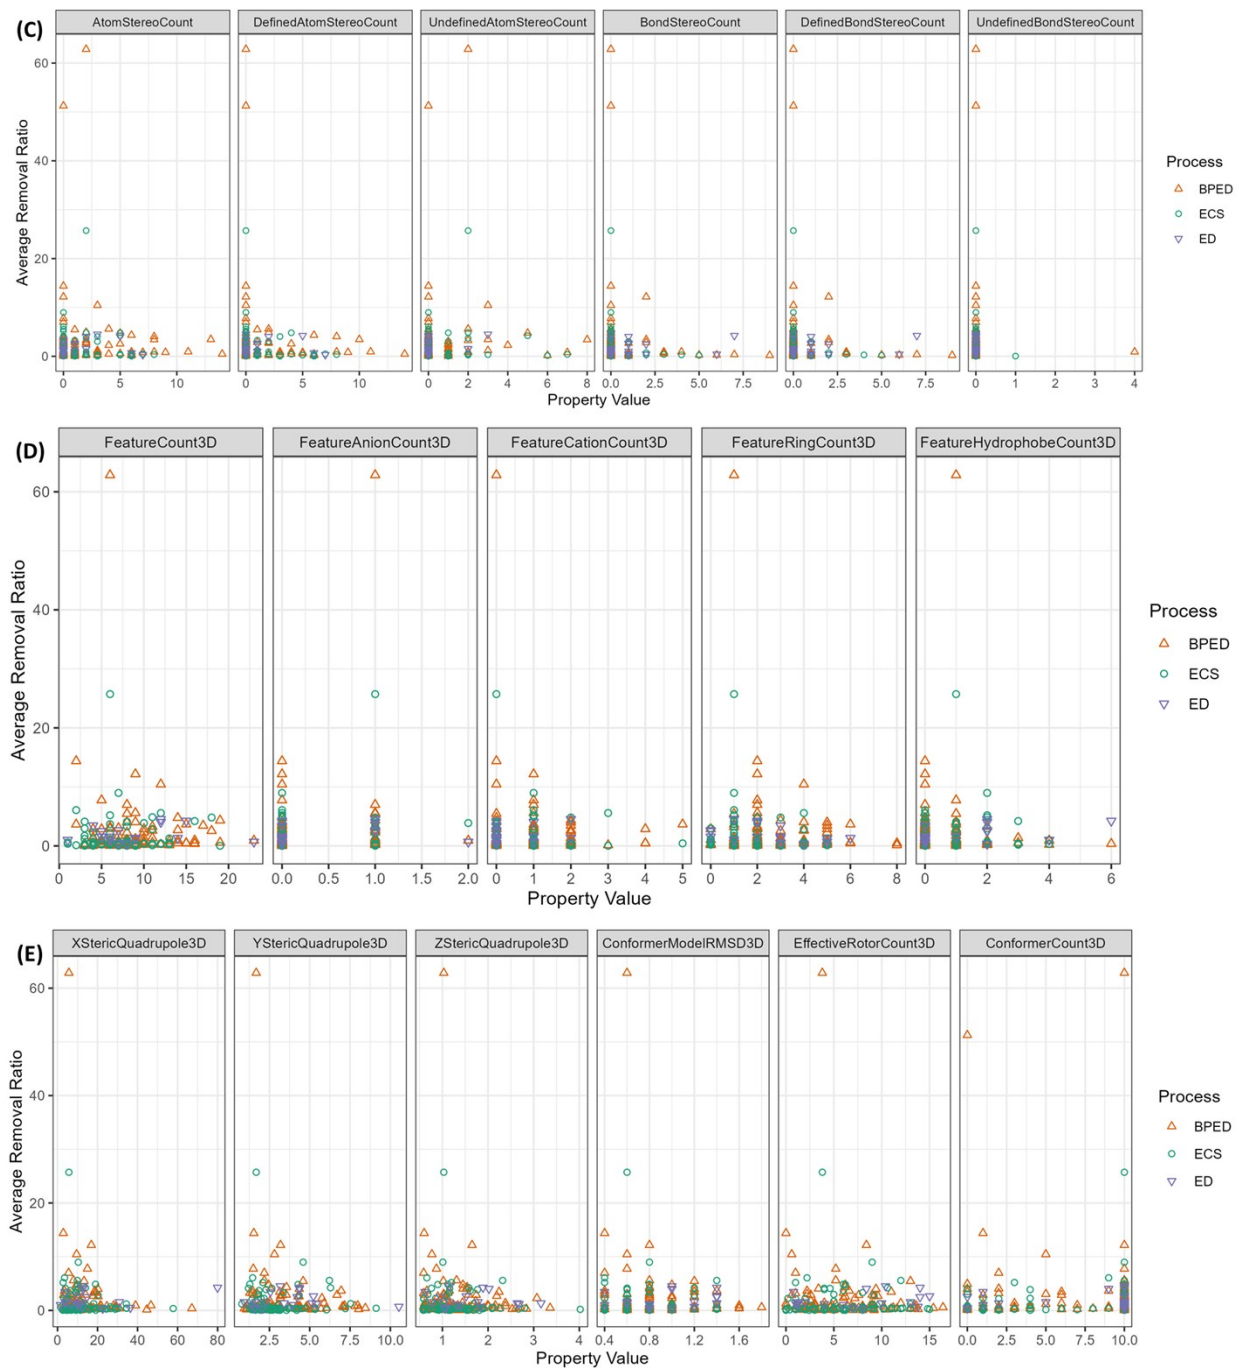 (C)
AtomStereoCount DefinedAtomStereoCount UndefinedAtomStereoCount BondStereoCount DefinedBondStereoCount UndefinedBondStereoCount
Average Removal Ratio
60
40
20
0
0 5 10 0 5 10 0 2 4 6 8 0.0 2.5 5.0 7.5 0.0 2.5 5.0 7.5 0 1 2 3 4
Property Value
Process
BPED
ECS
ED
(D)
FeatureCount3D FeatureAnionCount3D FeatureCationCount3D FeatureRingCount3D FeatureHydrophobeCount3D
Average Removal Ratio
60
40
20
0
0 5 10 15 20 0.0 0.5 1.0 1.5 2.0 0 1 2 3 4 5 0 2 4 6 8 0 2 4 6
Property Value
Process
BPED
ECS
ED
(E)
XStericQuadrupole3D YStericQuadrupole3D ZStericQuadrupole3D ConformerModelRMSD3D EffectiveRotorCount3D ConformerCount3D
Average Removal Ratio
60
40
20
0
0 20 40 60 80 2.5 5.0 7.5 10.0 1 2 3 4 0.4 0.8 1.2 1.6 0 5 10 15 0.0 2.5 5.0 7.5 10.0
Property Value
Process
BPED
ECS
ED